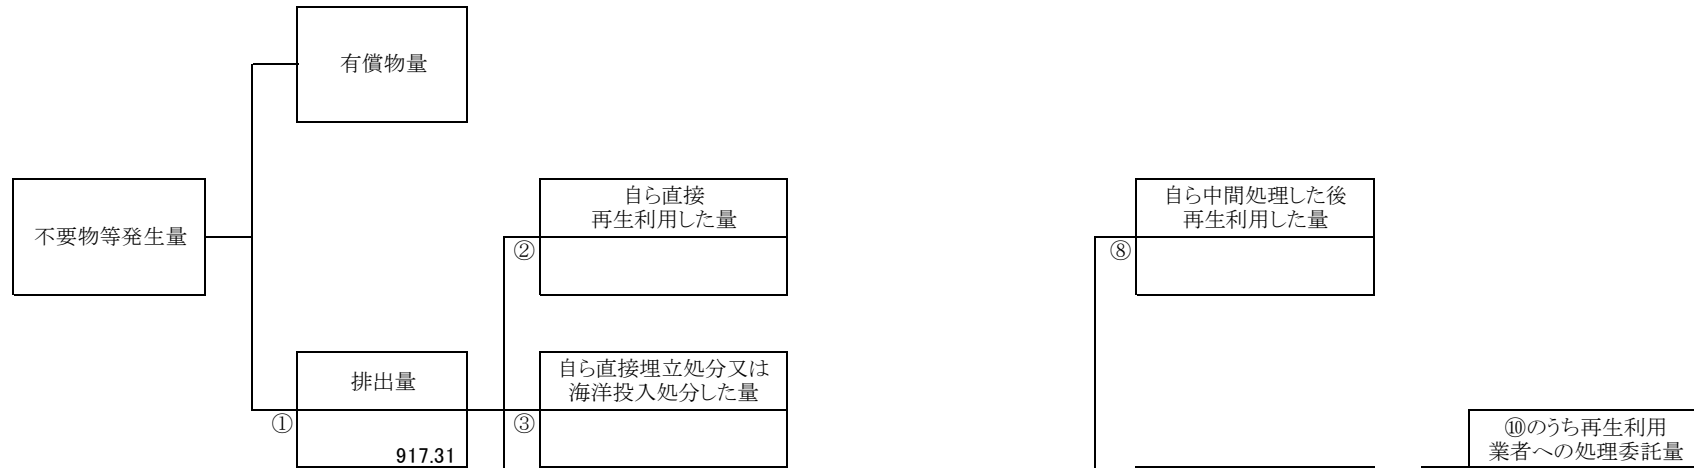 有償物量
不要物等発生量
自ら直接
再生利用した量
②
自ら中間処理した後
再生利用した量
⑧
排出量
①
917.31
自ら直接埋立処分又は
海洋投入処分した量
③
⑩のうち再生利用
業者への処理委託量